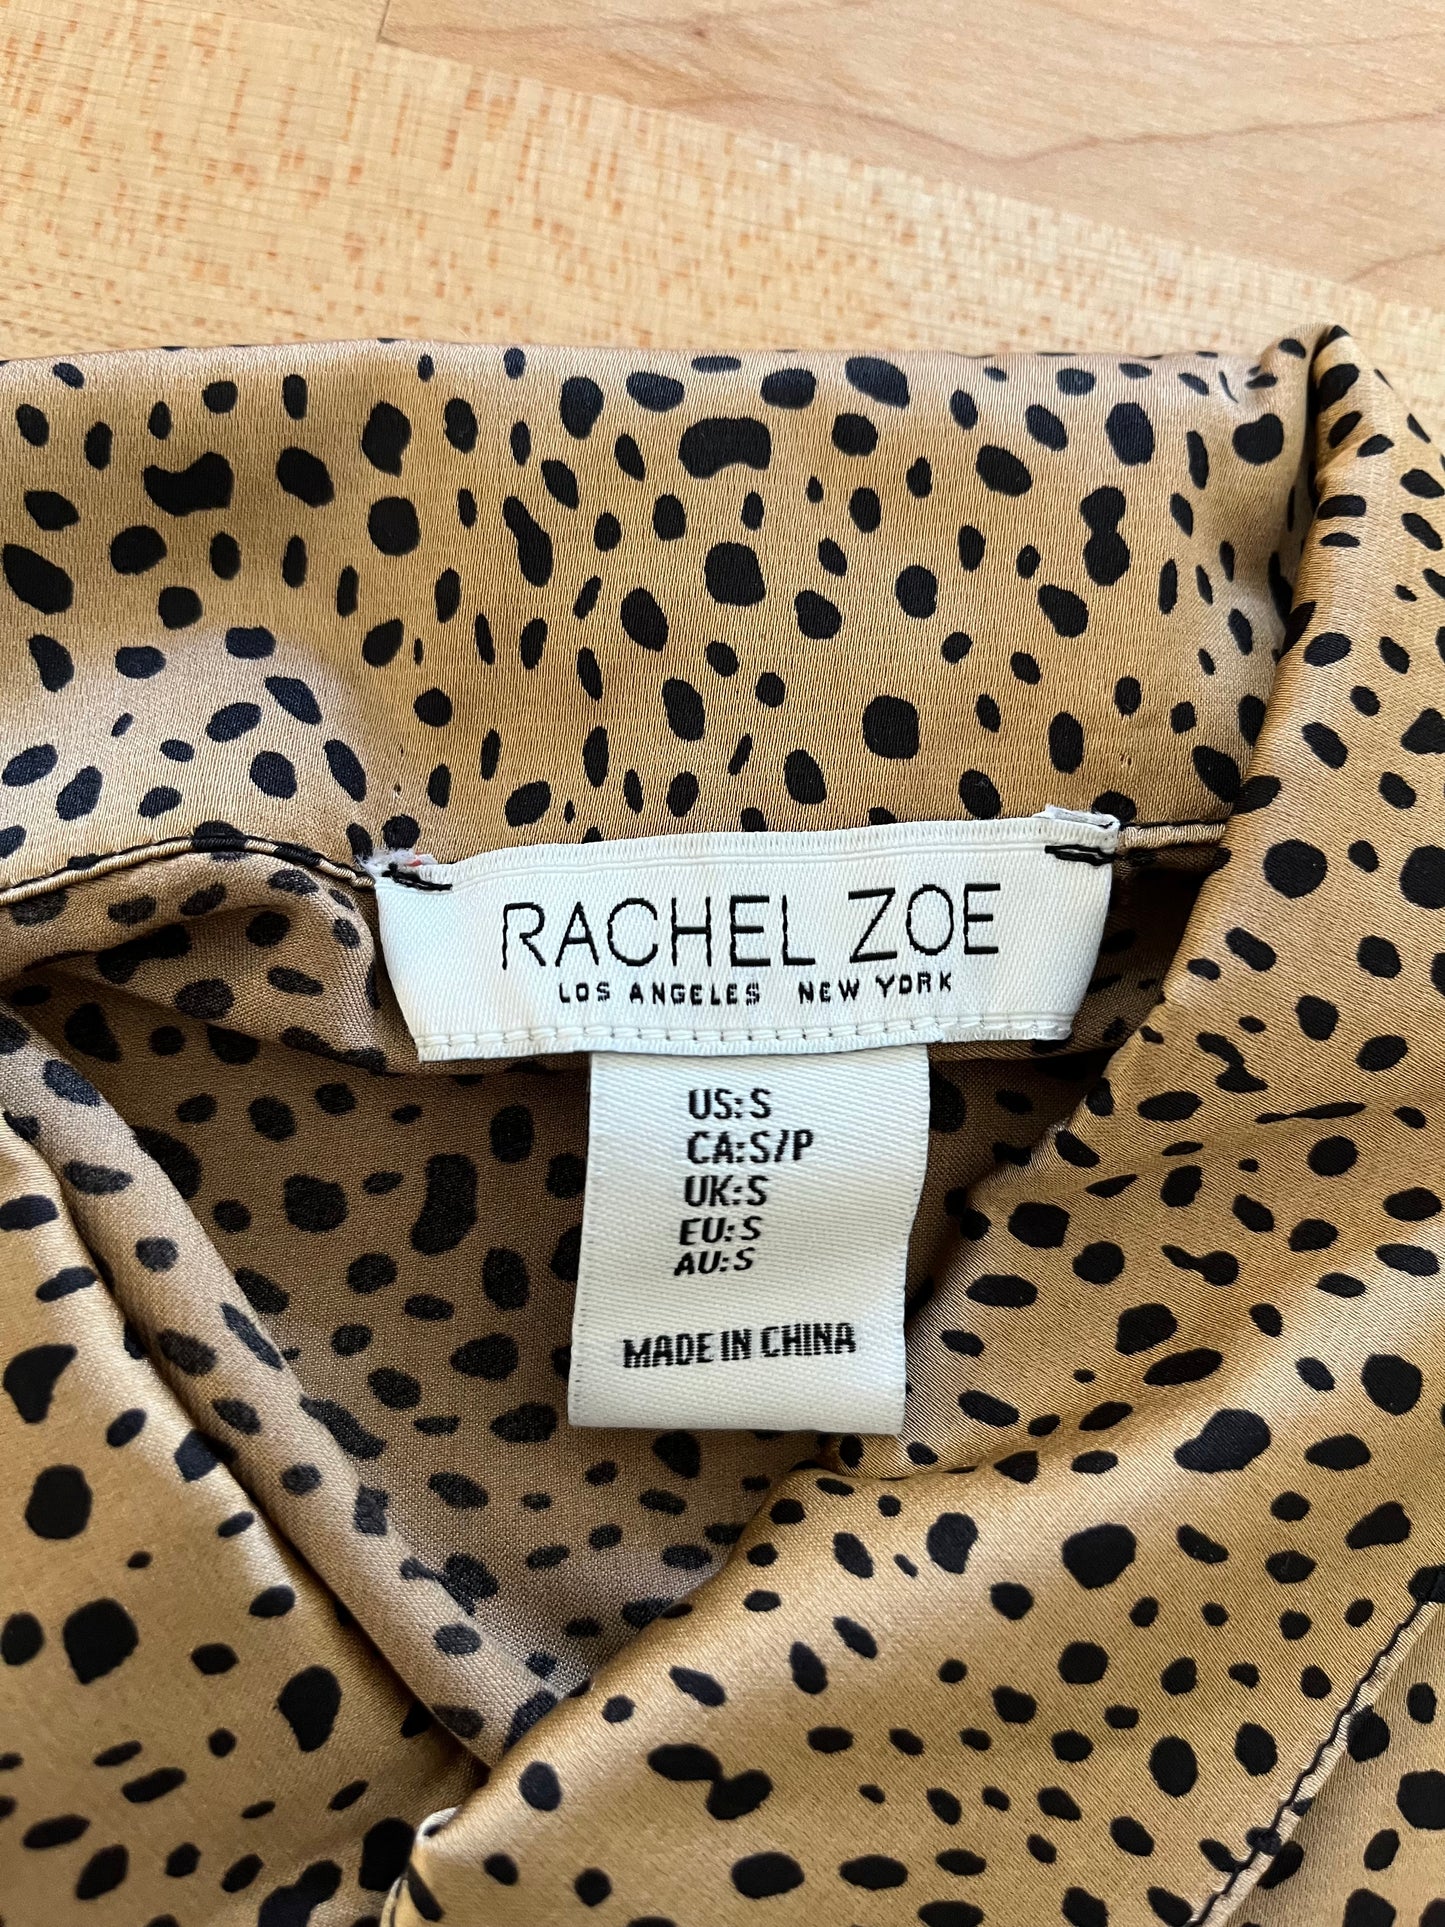 RACHEL ZOE
LOS ANGELES NEW YORK
US: S
CA: S/P
UK: S
EU: S
AU: S
MADE IN CHINA